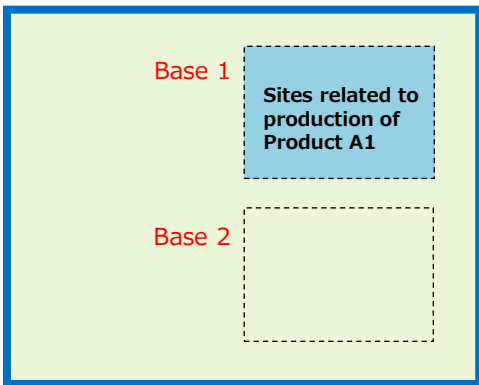 Base 1
Sites related to
production of
Product A1
Base 2